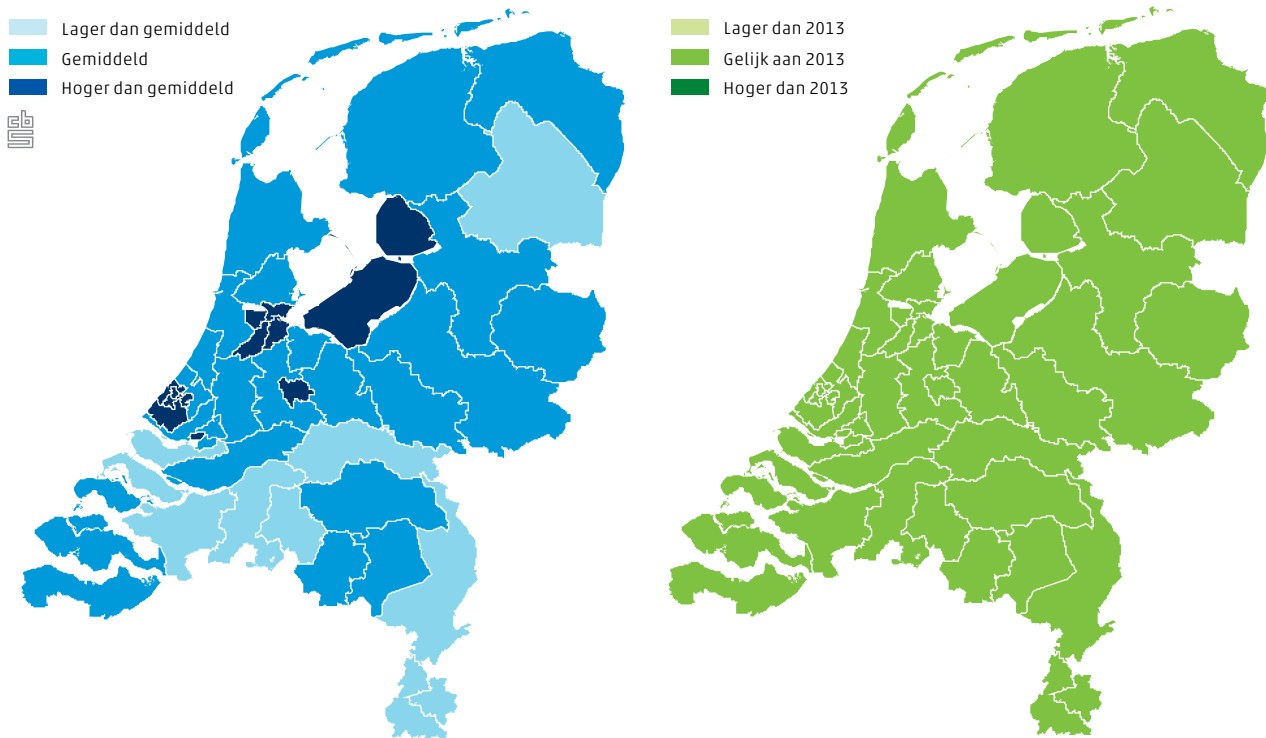 Lager dan gemiddeld
Gemiddeld
Hoger dan gemiddeld
cbs
Lager dan 2013
Gelijk aan 2013
Hoger dan 2013